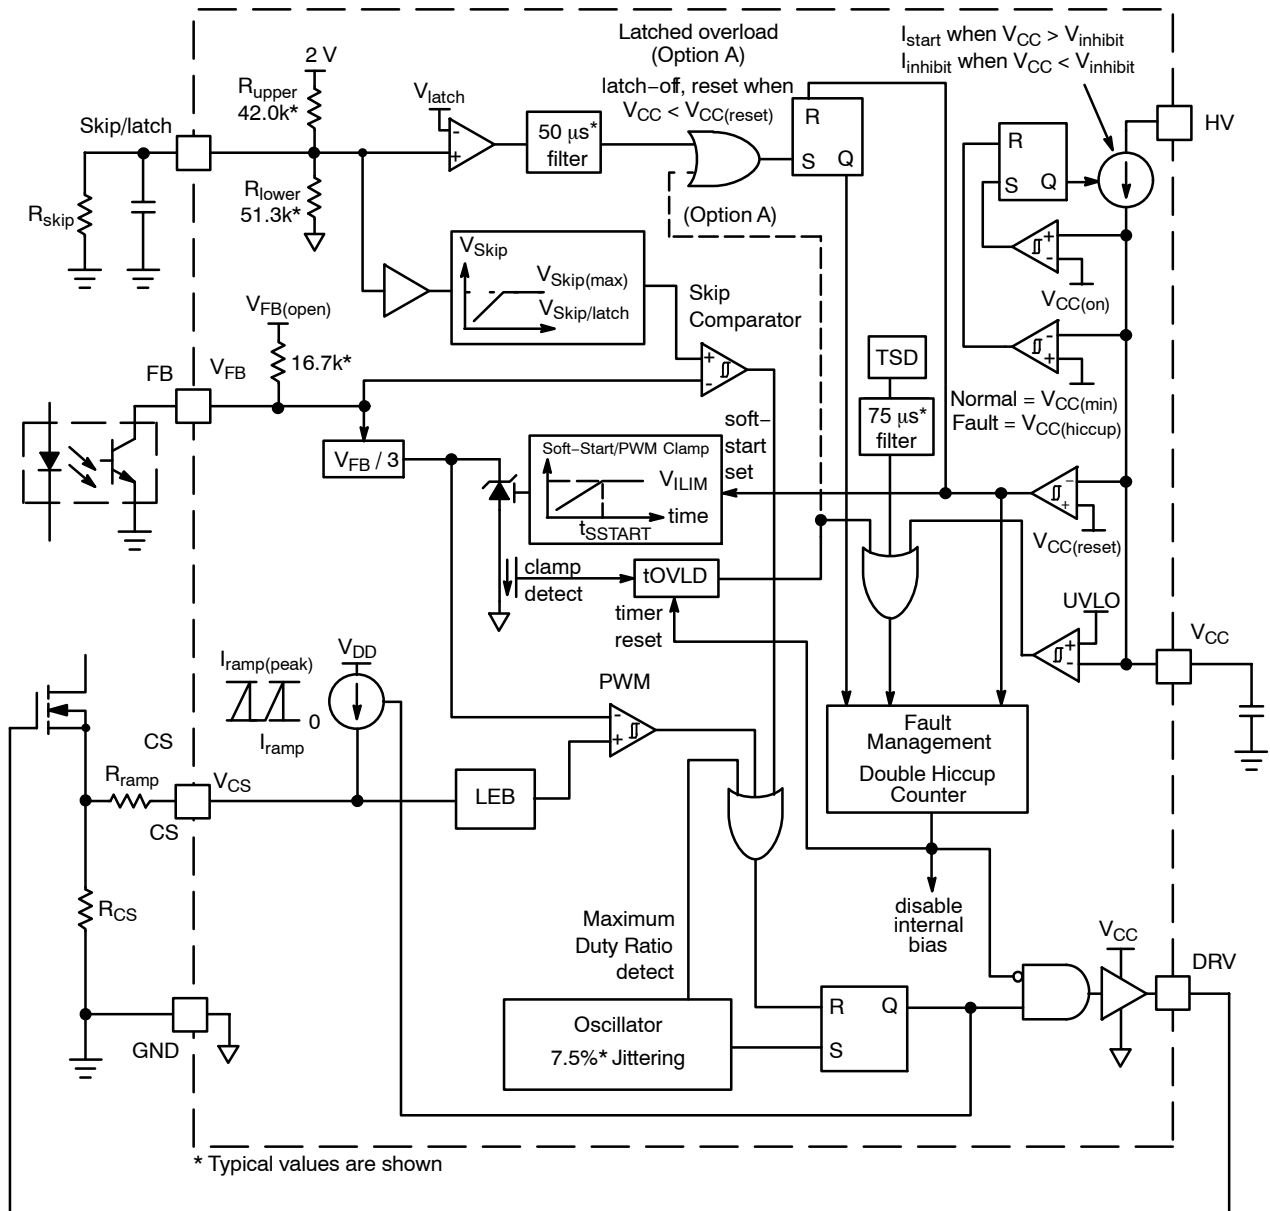 Latched overload
(Option A)
latch–off, reset when
VCC < VCC(reset)
Istart when VCC > Vinhibit
Iinhibit when VCC < Vinhibit
2 V
Rupper
42.0k*
Vlatch
-
+
50 µs*
filter
R
S
Q
HV
Skip/latch
Rskip
Rlower
51.3k*
(Option A)
R
S
Q
+
-
VCC(on)
VSkip
VSkip(max)
VSkip/latch
Skip
Comparator
+
-
-
+
Normal = VCC(min)
Fault = VCC(hiccup)
VFB(open)
16.7k*
FB
VFB
TSD
75 µs*
filter
soft–
start
set
VFB / 3
Soft–Start/PWM Clamp
VILIM
time
tSSTART
-
+
VCC(reset)
clamp
detect
tOVLD
timer
reset
UVLO
+
-
VCC
VDD
Iramp(peak)
0
Iramp
PWM
-
+
Fault
Management
Double Hiccup
Counter
CS
Rramp
VCS
CS
LEB
RCS
disable
internal
bias
Maximum
Duty Ratio
detect
VCC
DRV
Oscillator
7.5%* Jittering
R
S
Q
GND
* Typical values are shown